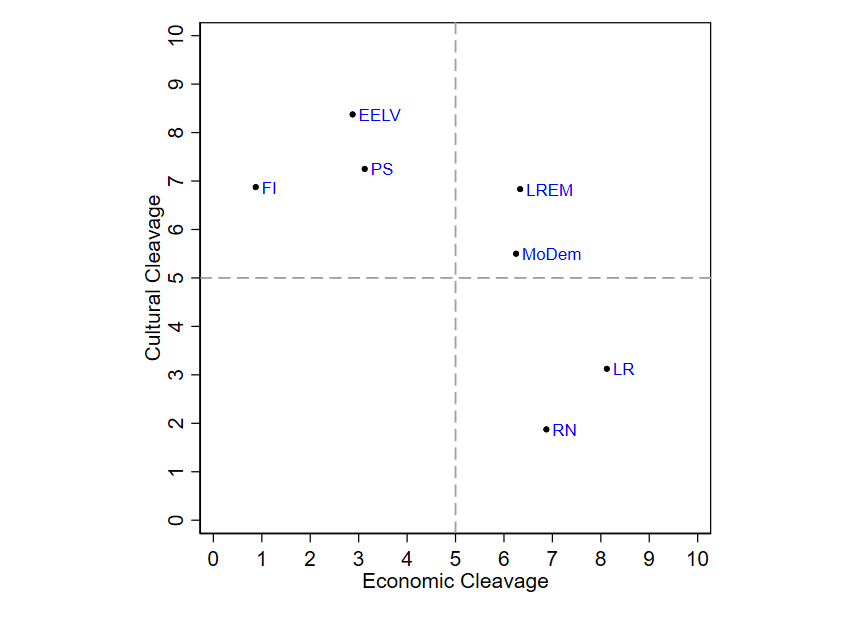 10
9
8
7
6
5
4
3
2
1
0
Cultural Cleavage
EELV
PS
FI
LREM
MoDem
LR
RN
0 1 2 3 4 5 6 7 8 9 10
Economic Cleavage